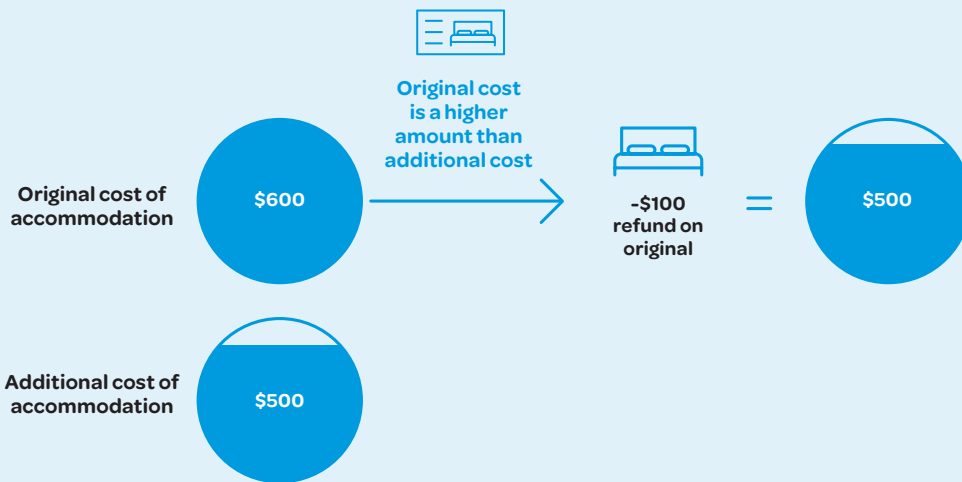 Original cost
is a higher
amount than
additional cost
Original cost of
accommodation
$600
-$100
refund on
original
=
$500
Additional cost of
accommodation
$500